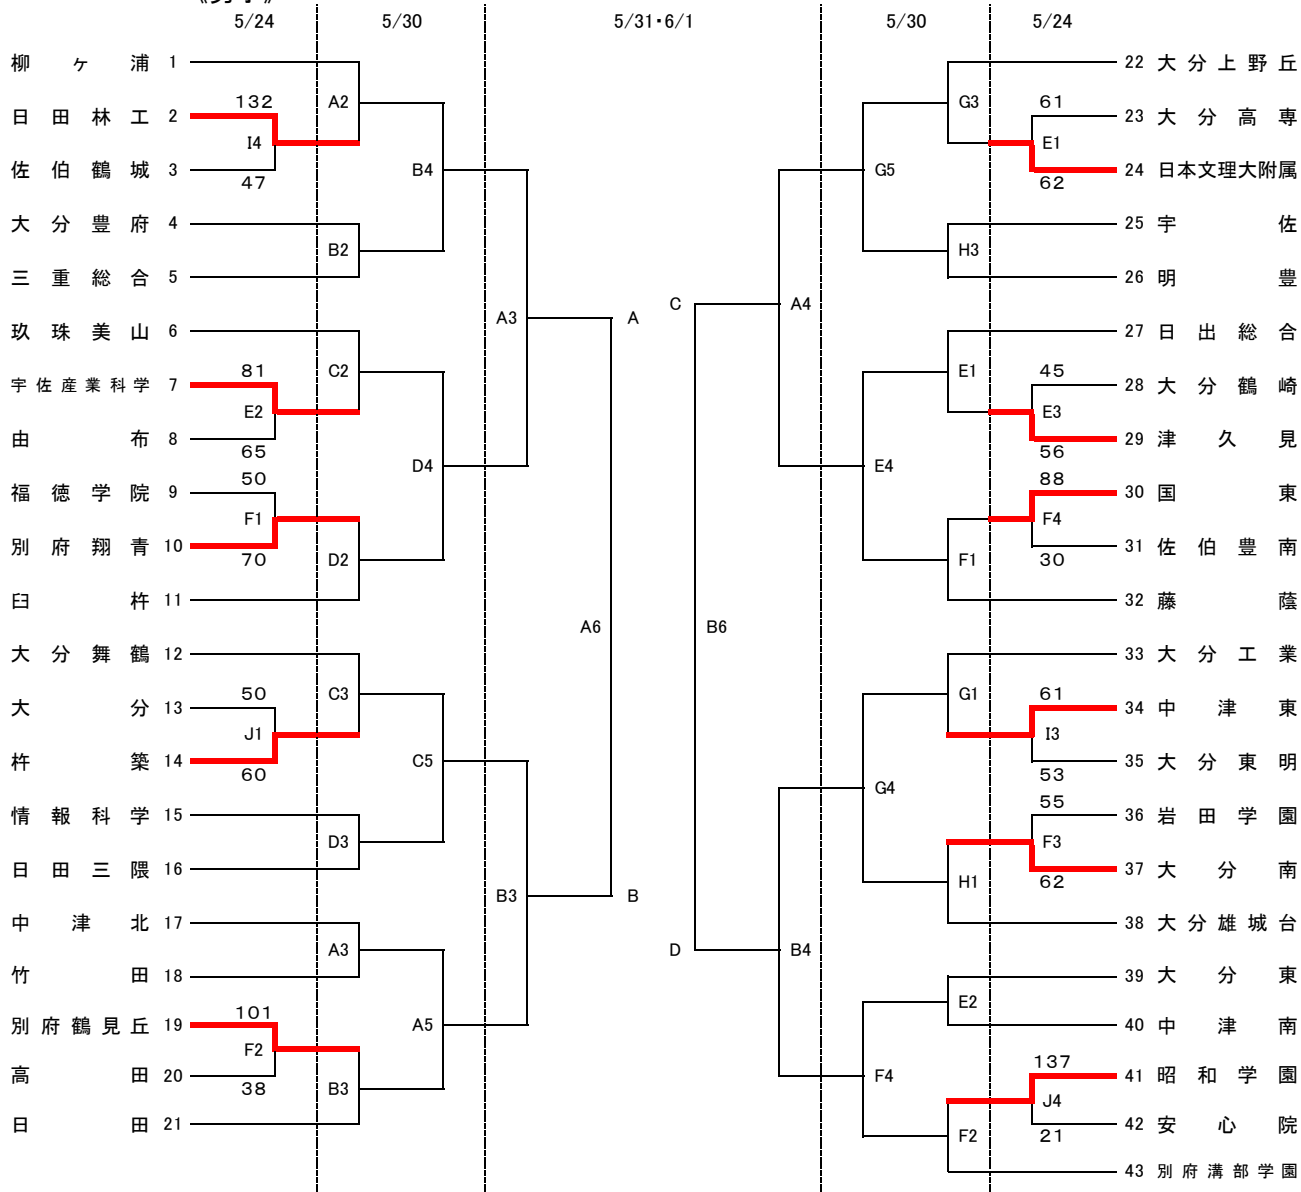 5/24 5/30 5/31・6/1 5/30 5/24
柳ヶ浦 1
日田林工 2
佐伯鶴城 3
大分豊府 4
三重総合 5
玖珠美山 6
宇佐産業科学 7
由布 8
福徳学院 9
別府翔青 10
臼杵 11
大分舞鶴 12
大分 13
杵築 14
情報科学 15
日田三隈 16
中津北 17
竹田 18
別府鶴見丘 19
高田 20
日田 21
132
I4
47
81
E2
65
50
F1
70
50
J1
60
101
F2
38
A2
B2
C2
D2
C3
D3
A3
B3
B4
D4
C5
A5
A3
B3
A
A6
B
C
B6
D
A4
B4
G5
E4
G4
F4
G3
H3
E1
F1
G1
H1
E2
F2
61
E1
62
45
E3
56
88
F4
30
61
I3
53
55
F3
62
137
J4
21
22 大分上野丘
23 大分高専
24 日本文理大附属
25 宇佐
26 明豊
27 日出総合
28 大分鶴崎
29 津久見
30 国東
31 佐伯豊南
32 藤蔭
33 大分工業
34 中津東
35 大分東明
36 岩田学園
37 大分南
38 大分雄城台
39 大分東
40 中津南
41 昭和学園
42 安心院
43 別府溝部学園